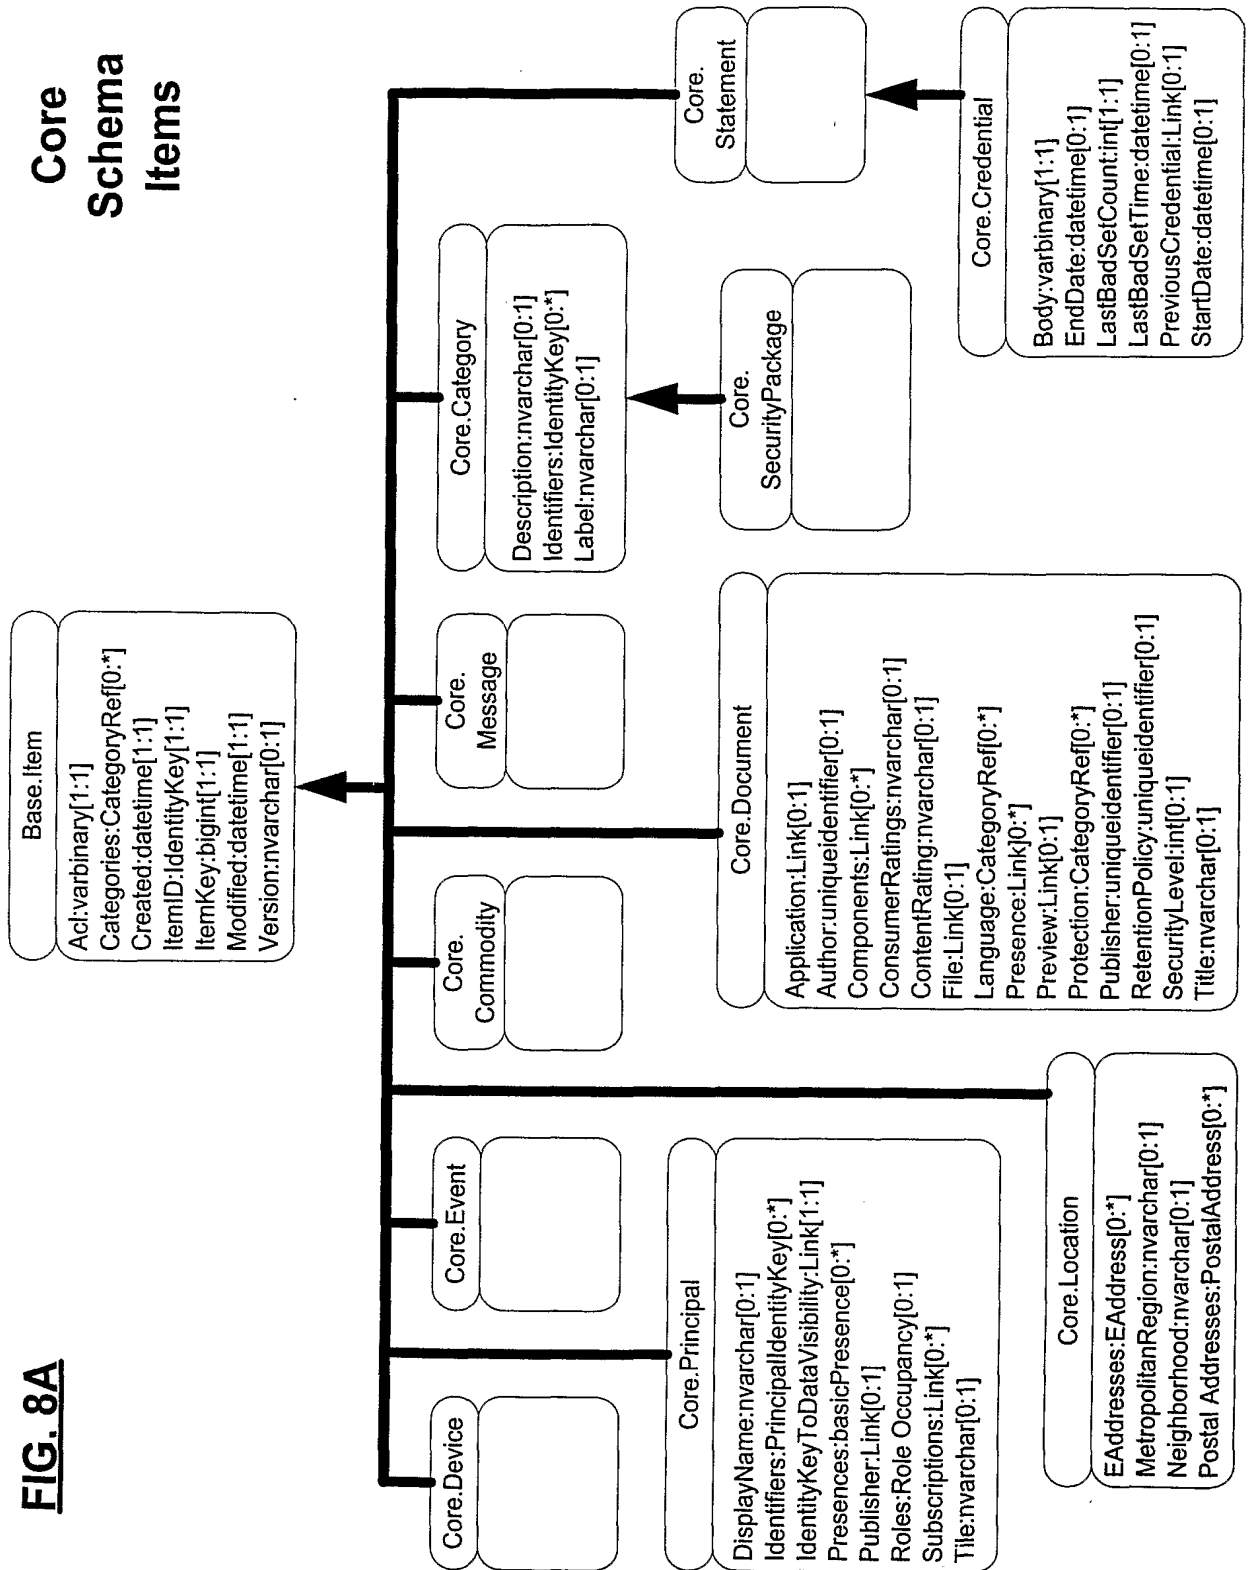 FIG. 8A
Core
Schema
Items
Base.Item
Acl:varbinary[1:1]
Categories:CategoryRef[0:*]
Created:datetime[1:1]
ItemID:IdentityKey[1:1]
ItemKey:bigint[1:1]
Modified:datetime[1:1]
Version:nvarchar[0:1]
Core.Device
Core.Event
Core.
Commodity
Core.
Message
Core.Category
Description:nvarchar[0:1]
Identifiers:IdentityKey[0:*]
Label:nvarchar[0:1]
Core.
Statement
Core.Principal
DisplayName:nvarchar[0:1]
Identifiers:PrincipalIdentityKey[0:*]
IdentityKeyToDataVisibility:Link[1:1]
Presences:basicPresence[0:*]
Publisher:Link[0:1]
Roles:Role Occupancy[0:1]
Subscriptions:Link[0:*]
Tile:nvarchar[0:1]
Core.Document
Application:Link[0:1]
Author:uniqueidentifier[0:1]
Components:Link[0:*]
ConsumerRatings:nvarchar[0:1]
ContentRating:nvarchar[0:1]
File:Link[0:1]
Language:CategoryRef[0:*]
Presence:Link]0:*]
Preview:Link[0:1]
Protection:CategoryRef[0:*]
Publisher:uniqueidentifier[0:1]
RetentionPolicy:uniqueidentifier[0:1]
SecurityLevel:int[0:1]
Title:nvarchar[0:1]
Core.
SecurityPackage
Core.Location
EAddresses:EAddress[0:*]
MetropolitanRegion:nvarchar[0:1]
Neighborhood:nvarchar[0:1]
Postal Addresses:PostalAddress[0:*]
Core.Credential
Body:varbinary[1:1]
EndDate:datetime[0:1]
LastBadSetCount:int[1:1]
LastBadSetTime:datetime[0:1]
PreviousCredential:Link[0:1]
StartDate:datetime[0:1]